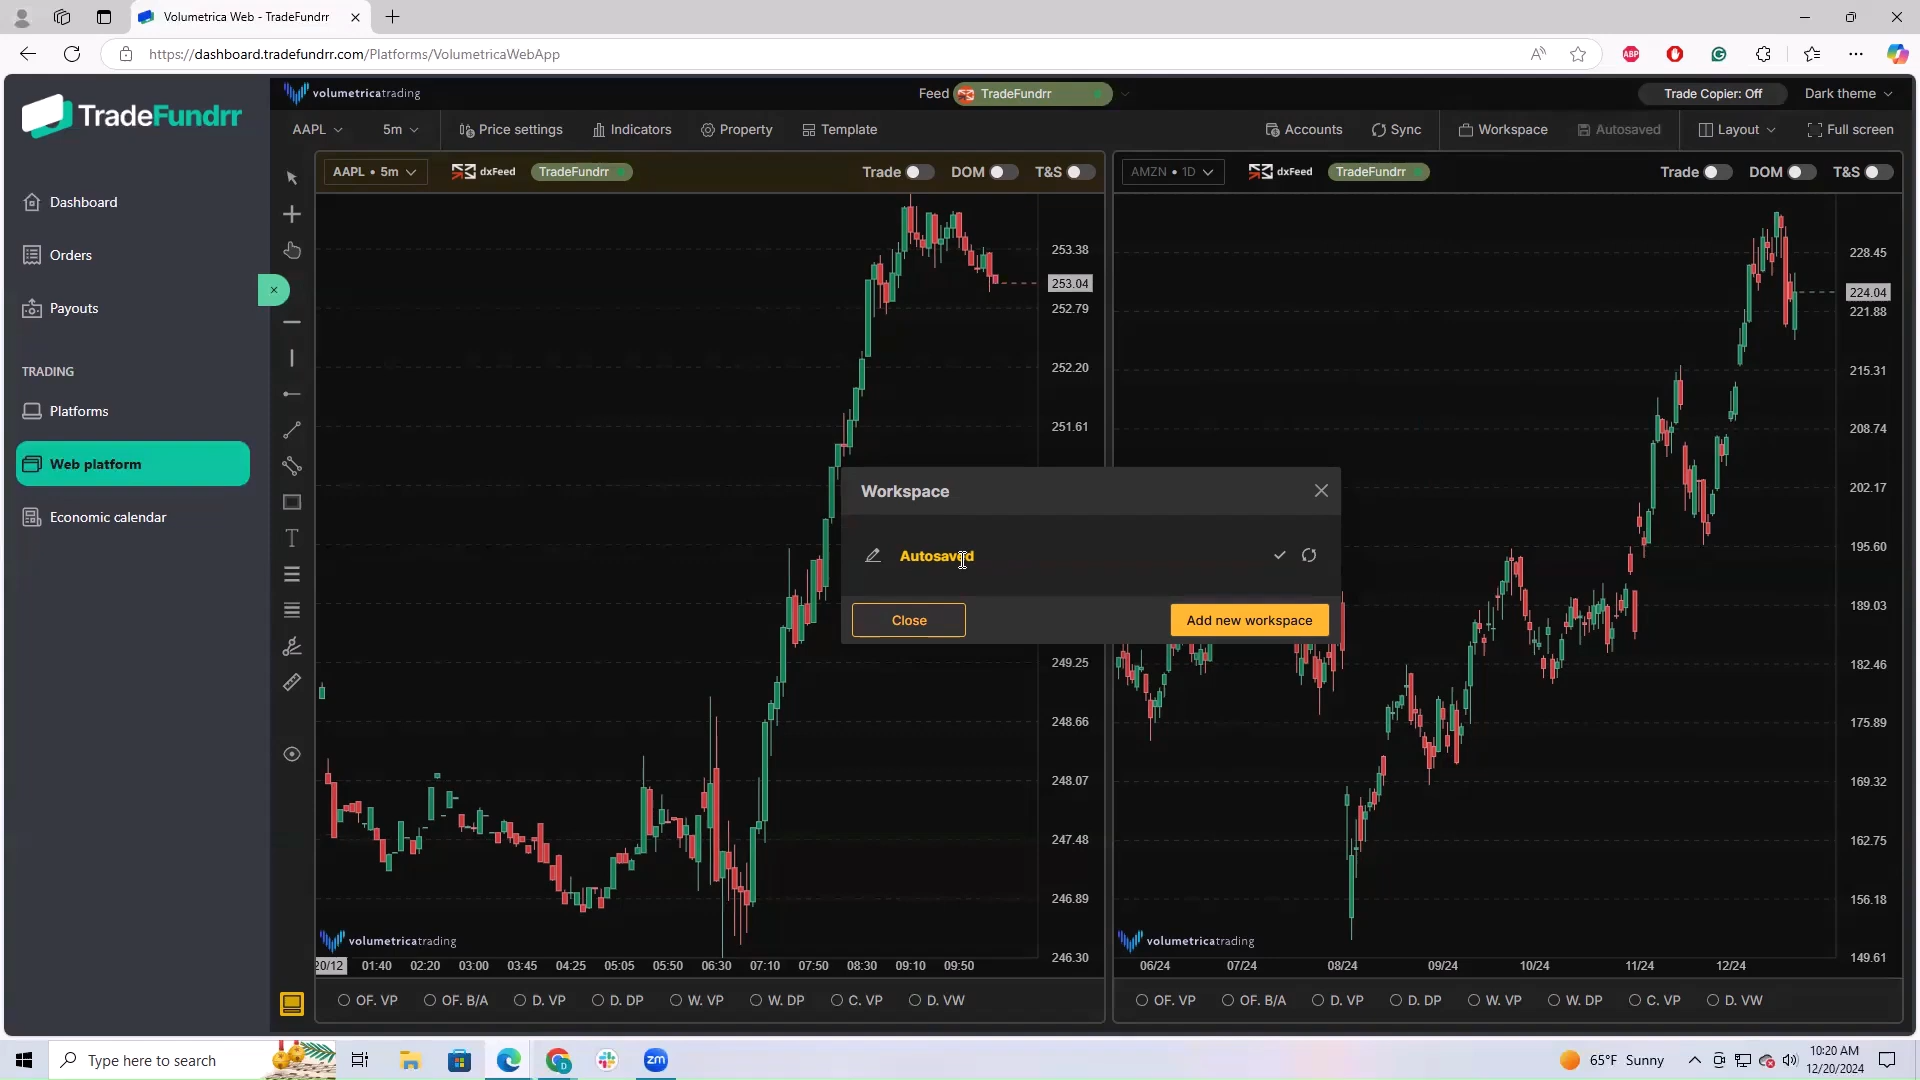 Volumetrica Web - TradeFundrr
https://dashboard.tradefundrr.com/Platforms/VolumetricaWebApp
ABP
TradeFundrr
Dashboard
Orders
Payouts
TRADING
Platforms
Web platform
Economic calendar
volumetricatrading
Feed TradeFundrr
Trade Copier: Off
Dark theme
AAPL
5m
Price settings
Indicators
Property
Template
Accounts
Sync
Workspace
Autosaved
Layout
Full screen
AAPL • 5m
dxFeed
TradeFundrr
Trade
DOM
T&S
AMZN • 1D
dxFeed
TradeFundrr
Trade
DOM
T&S
253.38
253.04
252.79
252.20
251.61
249.25
248.66
248.07
247.48
246.89
246.30
228.45
224.04
221.88
215.31
208.74
202.17
195.60
189.03
182.46
175.89
169.32
162.75
156.18
149.61
Workspace
Autosaved
Close
Add new workspace
T
volumetricatrading
volumetricatrading
20/12 01:40 02:20 03:00 03:45 04:25 05:05 05:50 06:30 07:10 07:50 08:30 09:10 09:50
06/24 07/24 08/24 09/24 10/24 11/24 12/24
OF. VP OF. B/A D. VP D. DP W. VP W. DP C. VP D. VW
OF. VP OF. B/A D. VP D. DP W. VP W. DP C. VP D. VW
Type here to search
zm
65°F Sunny
10:20 AM
12/20/2024